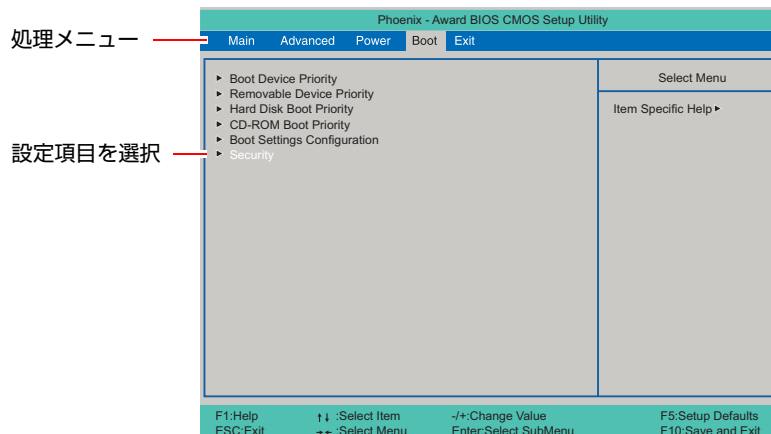 Phoenix - Award BIOS CMOS Setup Utility
処理メニュー
Main Advanced Power Boot Exit
Boot Device Priority
Removable Device Priority
Hard Disk Boot Priority
CD-ROM Boot Priority
Boot Settings Configuration
設定項目を選択
Security
Select Menu
Item Specific Help
F1:Help ↑↓ :Select Item -/+:Change Value F5:Setup Defaults
ESC:Exit →← :Select Menu Enter:Select SubMenu F10:Save and Exit